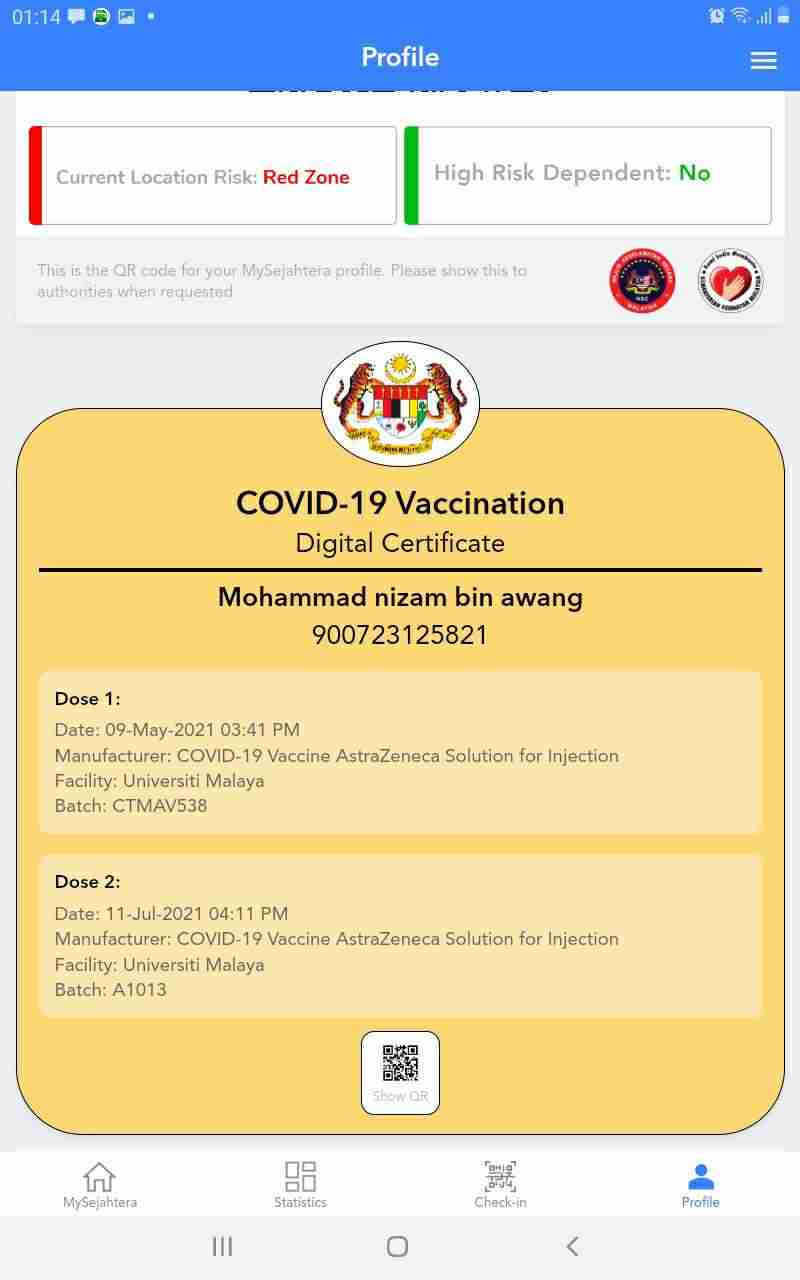 01:14
Profile
Current Location Risk: Red Zone
High Risk Dependent: No
This is the QR code for your MySejahtera profile. Please show this to
authorities when requested
COVID-19 Vaccination
Digital Certificate
Mohammad nizam bin awang
900723125821
Dose 1:
Date: 09-May-2021 03:41 PM
Manufacturer: COVID-19 Vaccine AstraZeneca Solution for Injection
Facility: Universiti Malaya
Batch: CTMAV538
Dose 2:
Date: 11-Jul-2021 04:11 PM
Manufacturer: COVID-19 Vaccine AstraZeneca Solution for Injection
Facility: Universiti Malaya
Batch: A1013
Show QR
MySejahtera
Statistics
Check-in
Profile